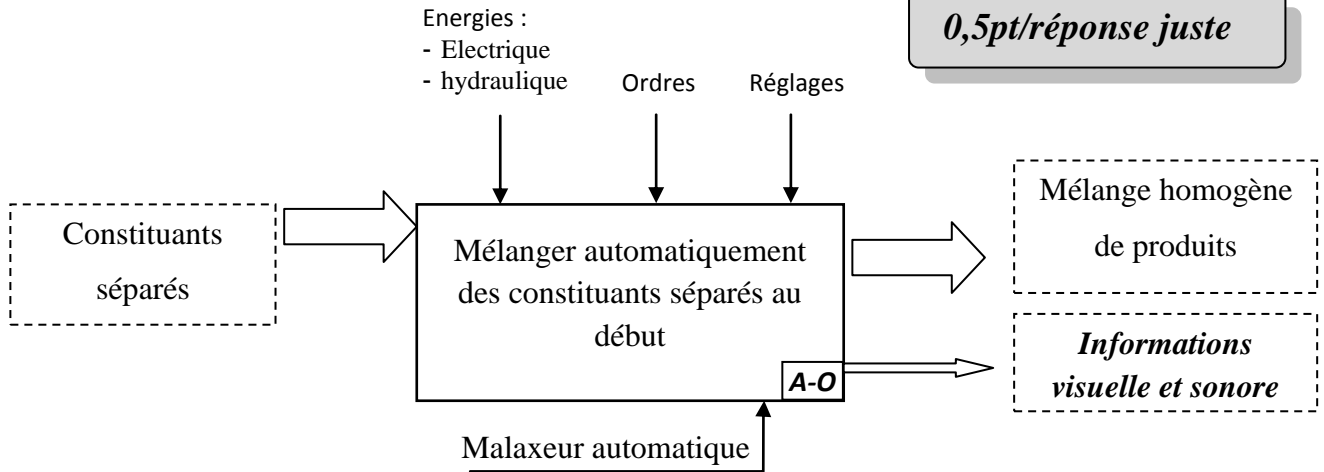 0,5pt/réponse juste
Energies :
- Electrique
- hydraulique
Ordres
Réglages
Constituants
séparés
Mélanger automatiquement
des constituants séparés au
début
A-O
Mélange homogène
de produits
Informations
visuelle et sonore
Malaxeur automatique